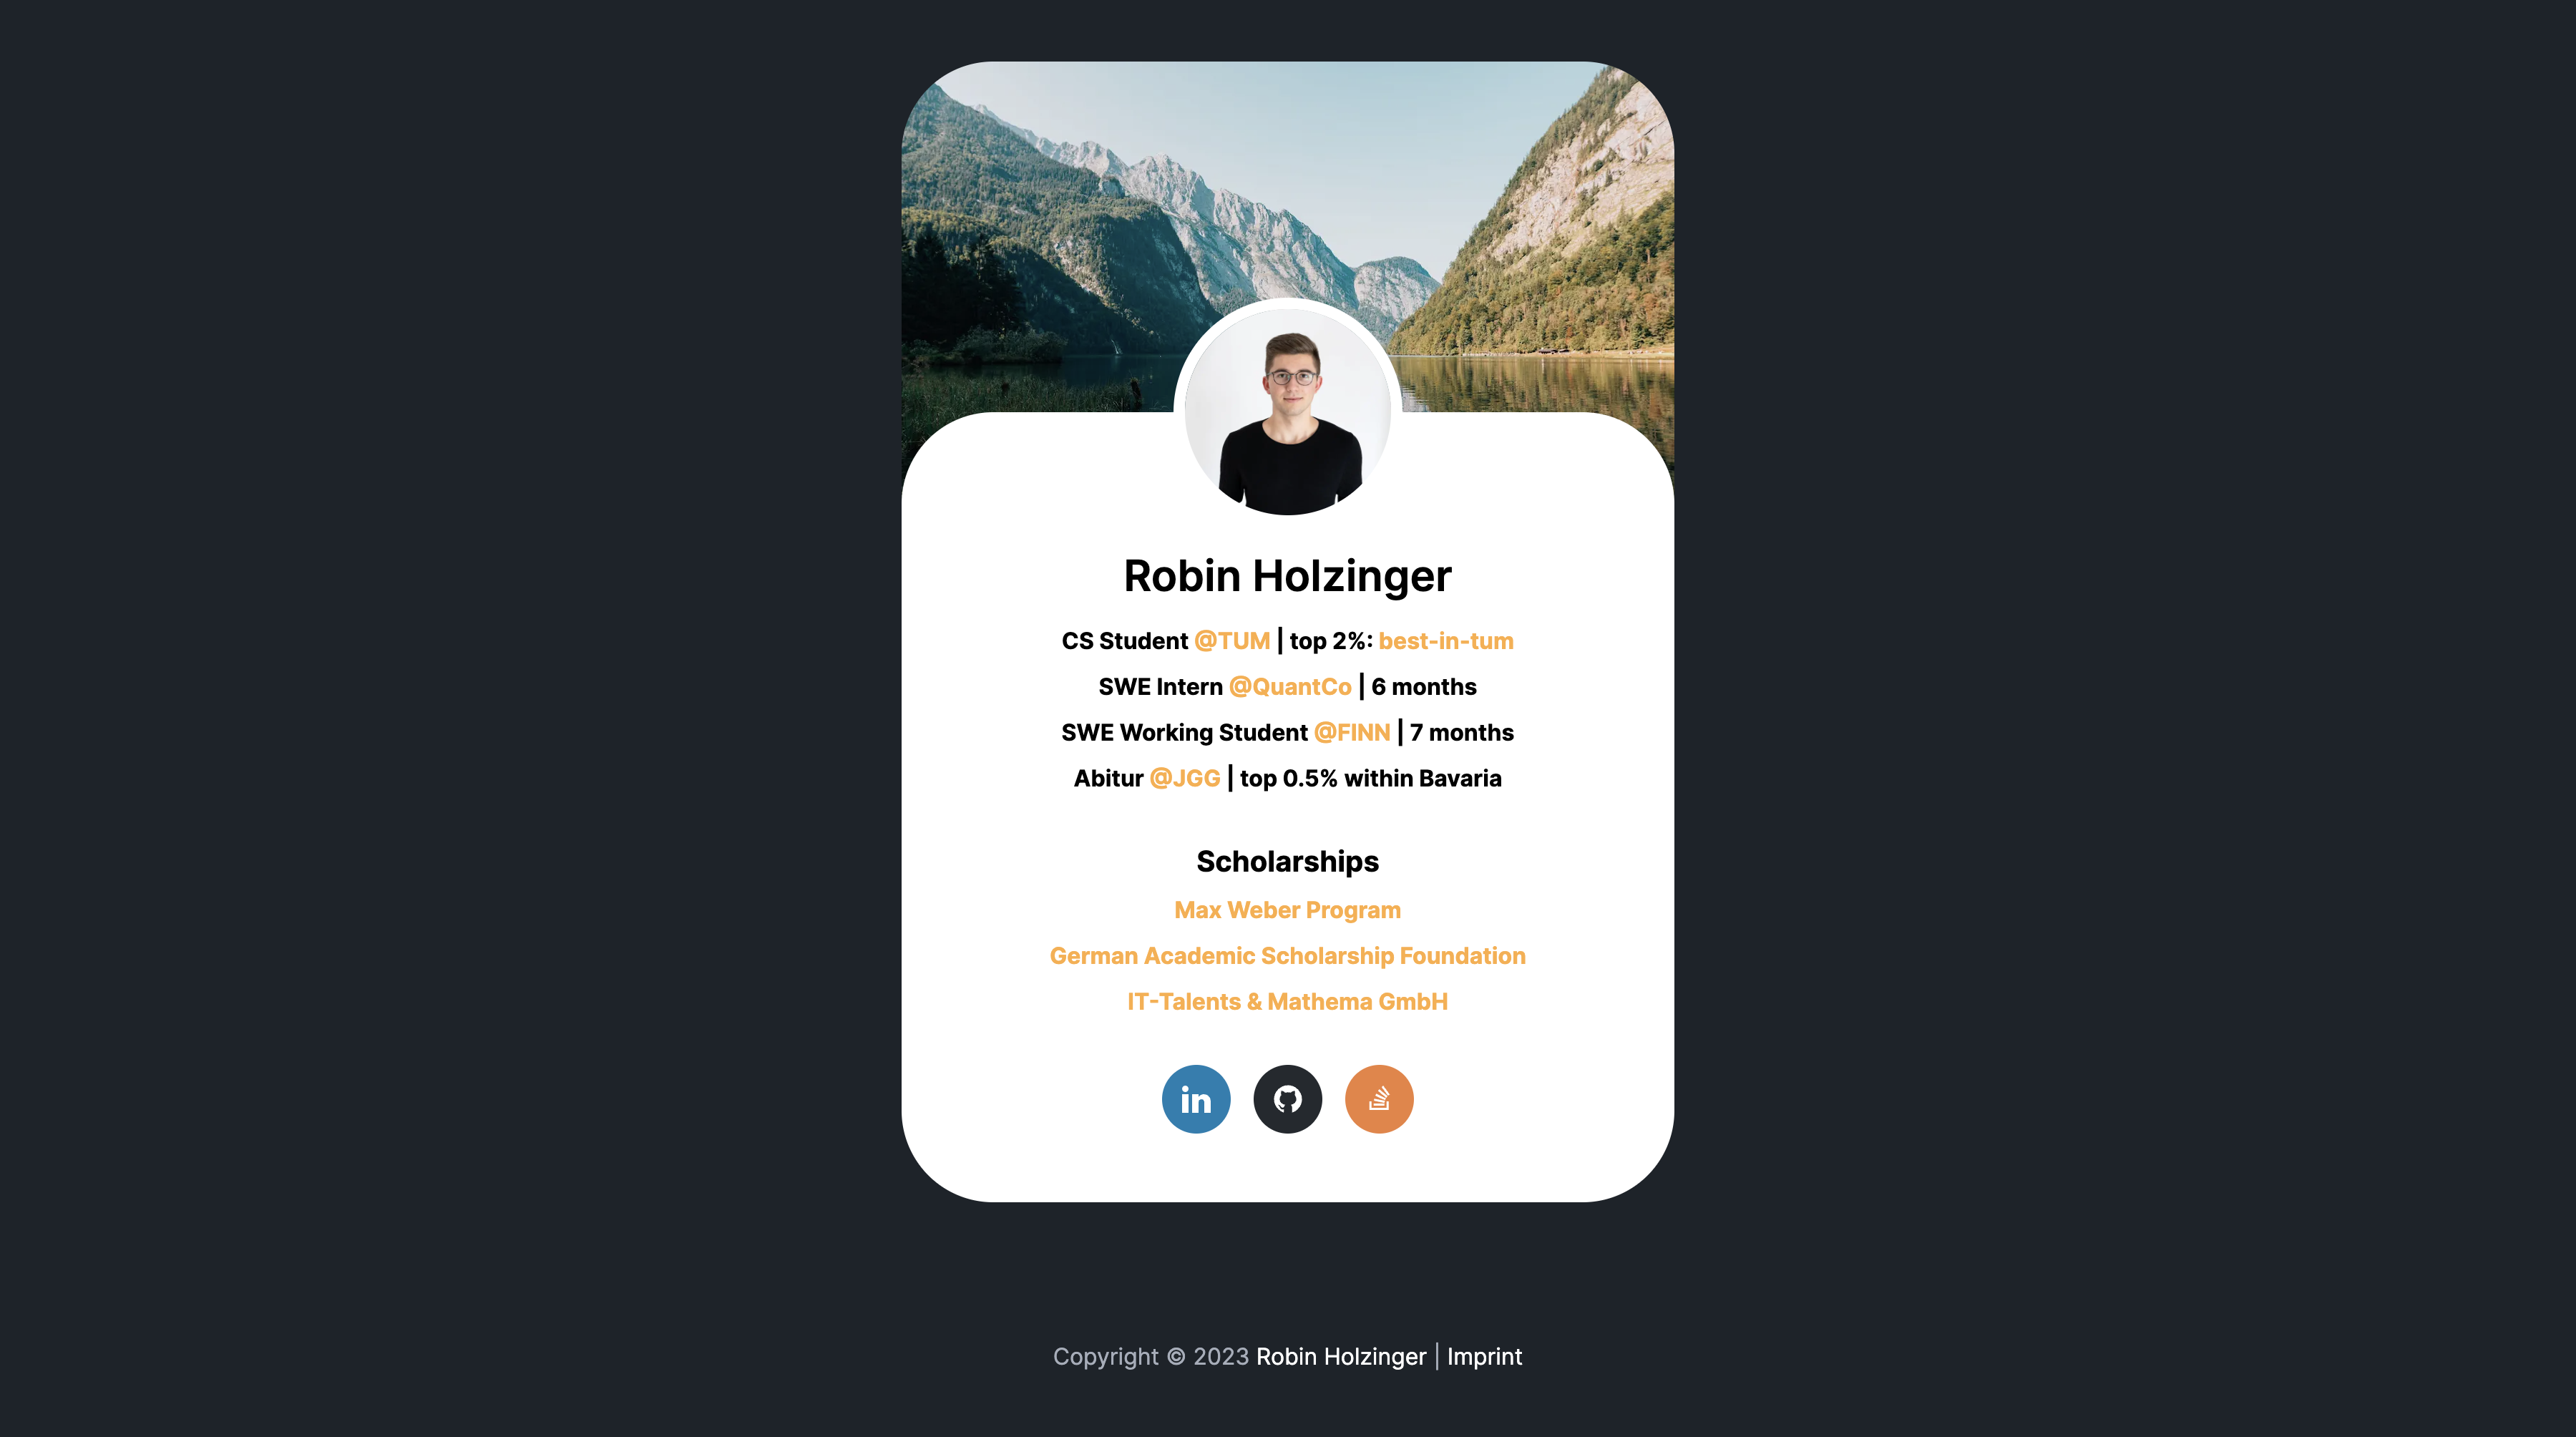 Robin Holzinger
CS Student @TUM | top 2%: best-in-tum
SWE Intern @QuantCo | 6 months
SWE Working Student @FINN | 7 months
Abitur @JGG | top 0.5% within Bavaria
Scholarships
Max Weber Program
German Academic Scholarship Foundation
IT-Talents & Mathema GmbH
in
Copyright © 2023 Robin Holzinger | Imprint